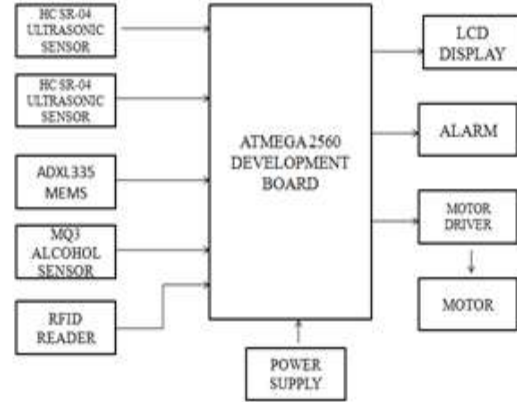 HC SR-04
ULTRASONIC
SENSOR
HC SR-04
ULTRASONIC
SENSOR
ADXL335
MEMS
MQ3
ALCOHOL
SENSOR
RFID
READER
ATMEGA 2560
DEVELOPMENT
BOARD
POWER
SUPPLY
LCD
DISPLAY
ALARM
MOTOR
DRIVER
MOTOR